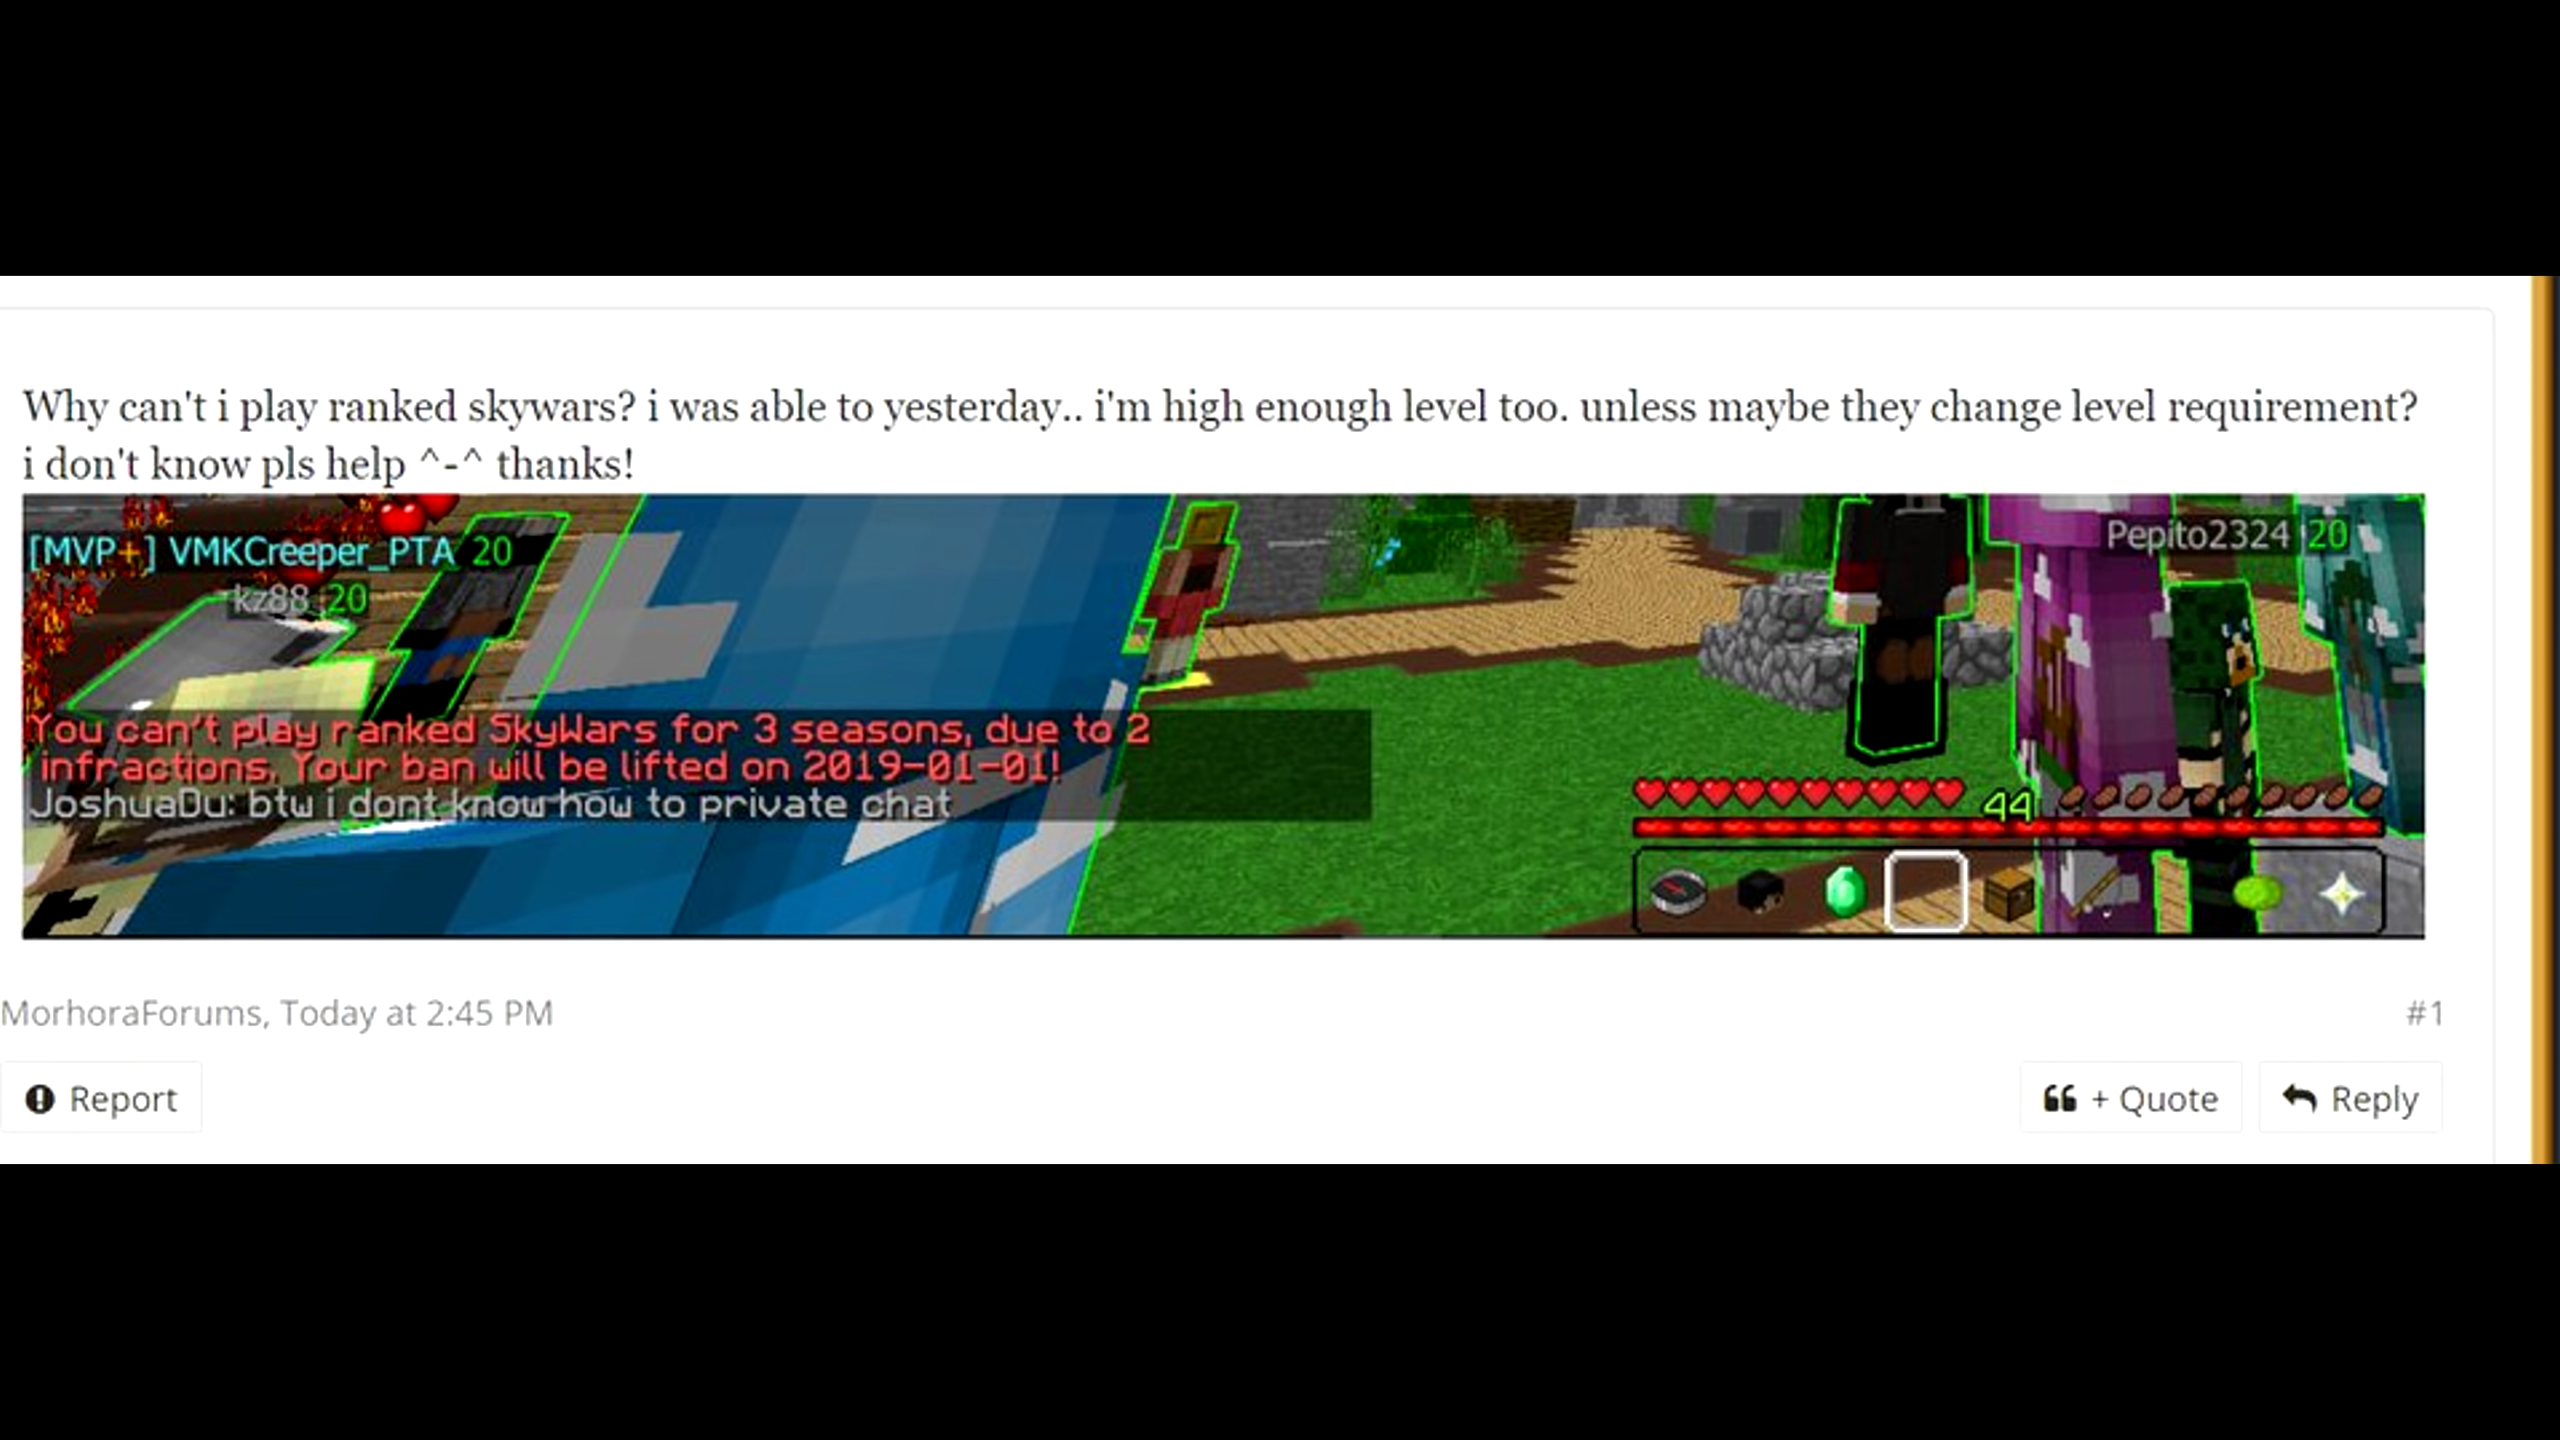 Why can't i play ranked skywars? i was able to yesterday.. i'm high enough level too. unless maybe they change level requirement?
i don't know pls help ^-^ thanks!
[MVP+] VMKCreeper_PTA 20
Pepito2324 20
kz88 20
You can't play ranked SkyWars for 3 seasons, due to 2
infractions. Your ban will be lifted on 2019-01-01!
JoshuaDu: btw i dont know how to private chat
44
MorhoraForums, Today at 2:45 PM
#1
Report
+ Quote
Reply